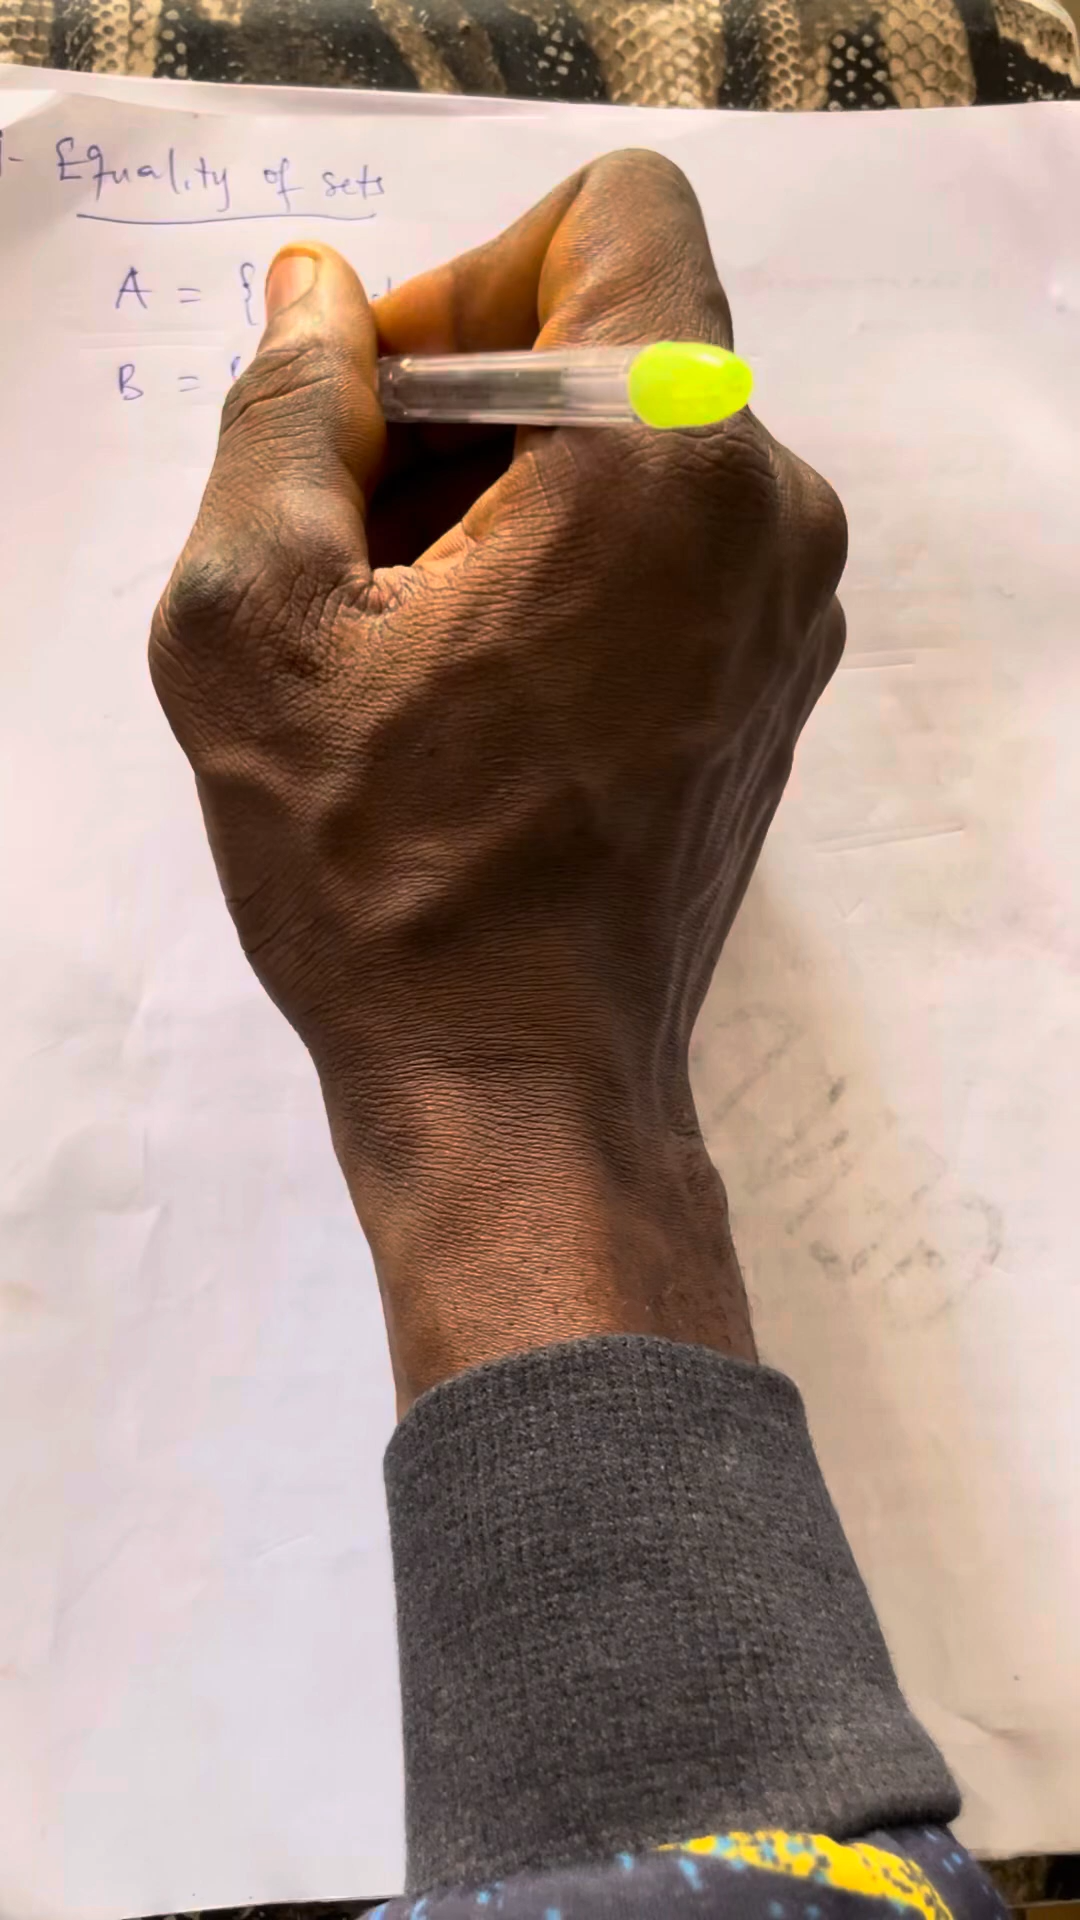 Equality of sets
A = {
B =